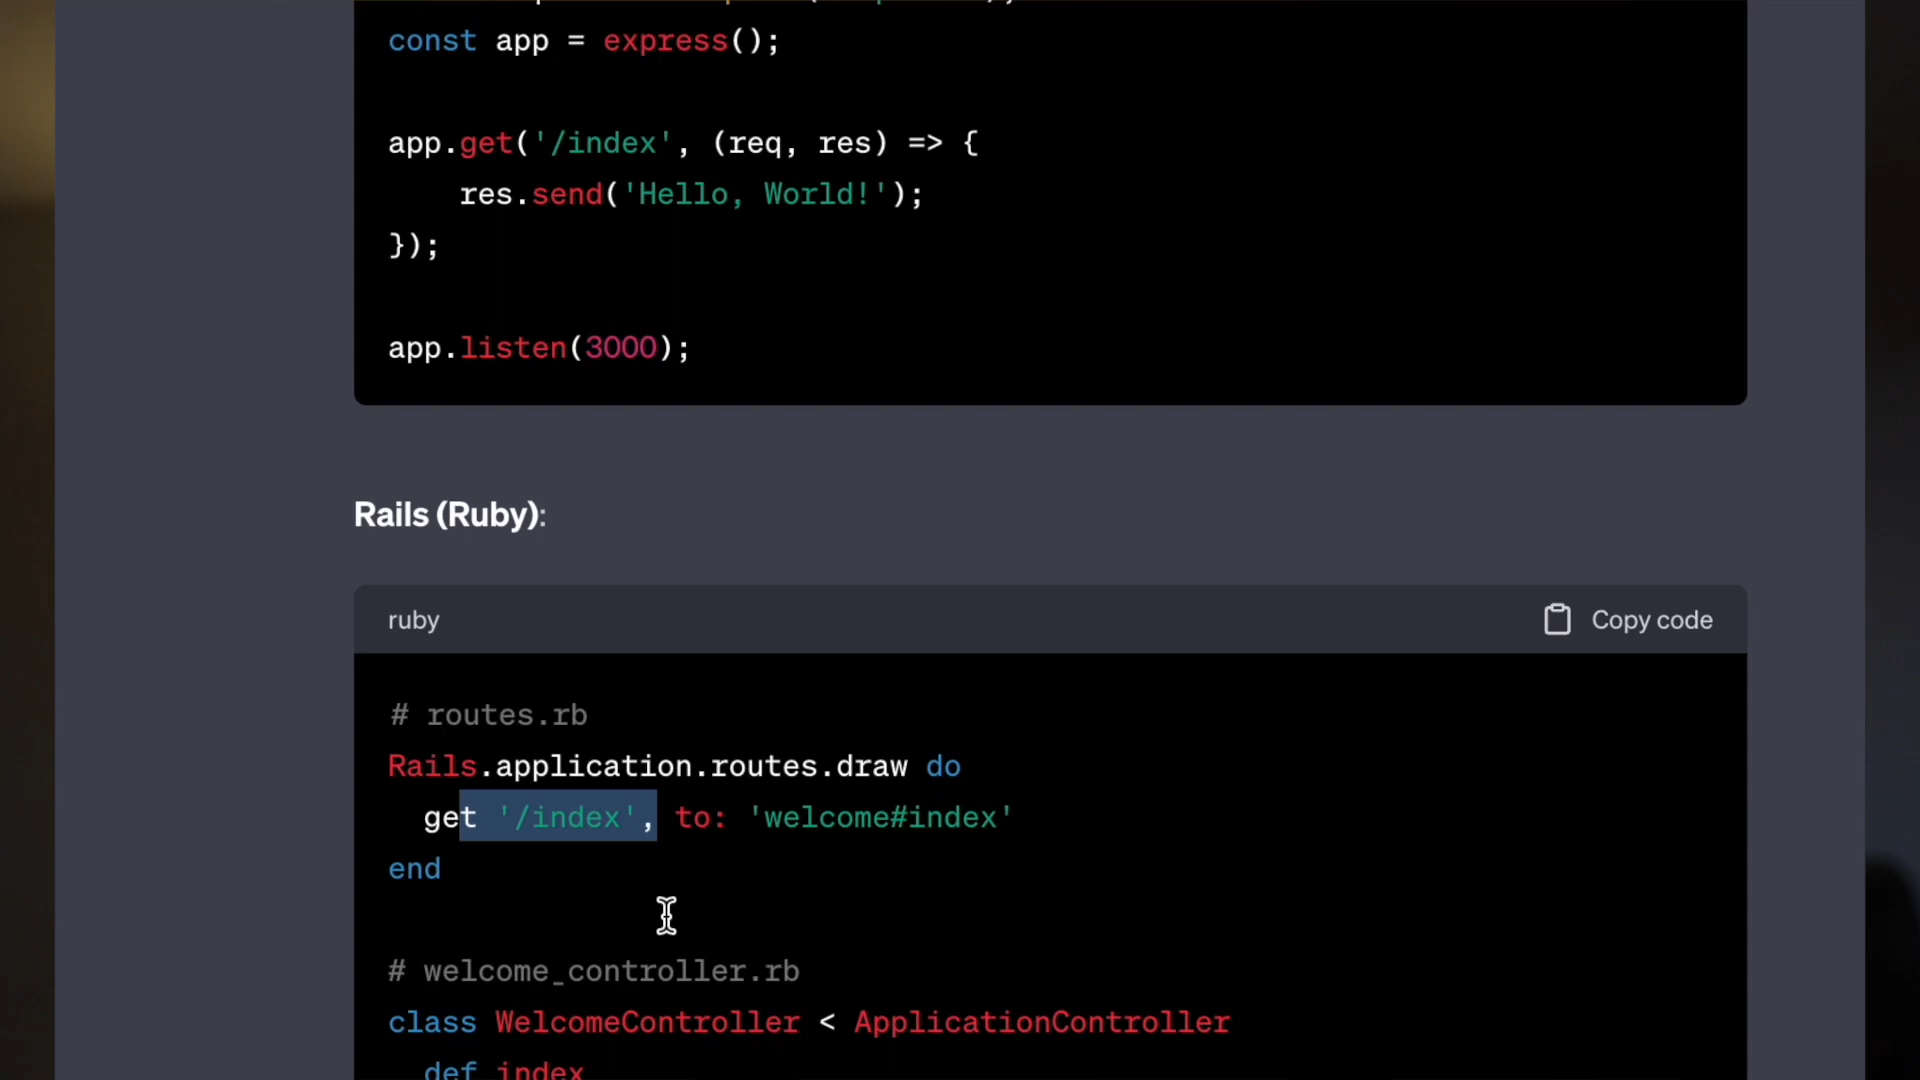 const app = express();
app.get('/index', (req, res) => {
res.send('Hello, World!');
});
app.listen(3000);
Rails (Ruby):
ruby
Copy code
# routes.rb
Rails.application.routes.draw do
get '/index', to: 'welcome#index'
end
# welcome_controller.rb
class WelcomeController < ApplicationController
def index